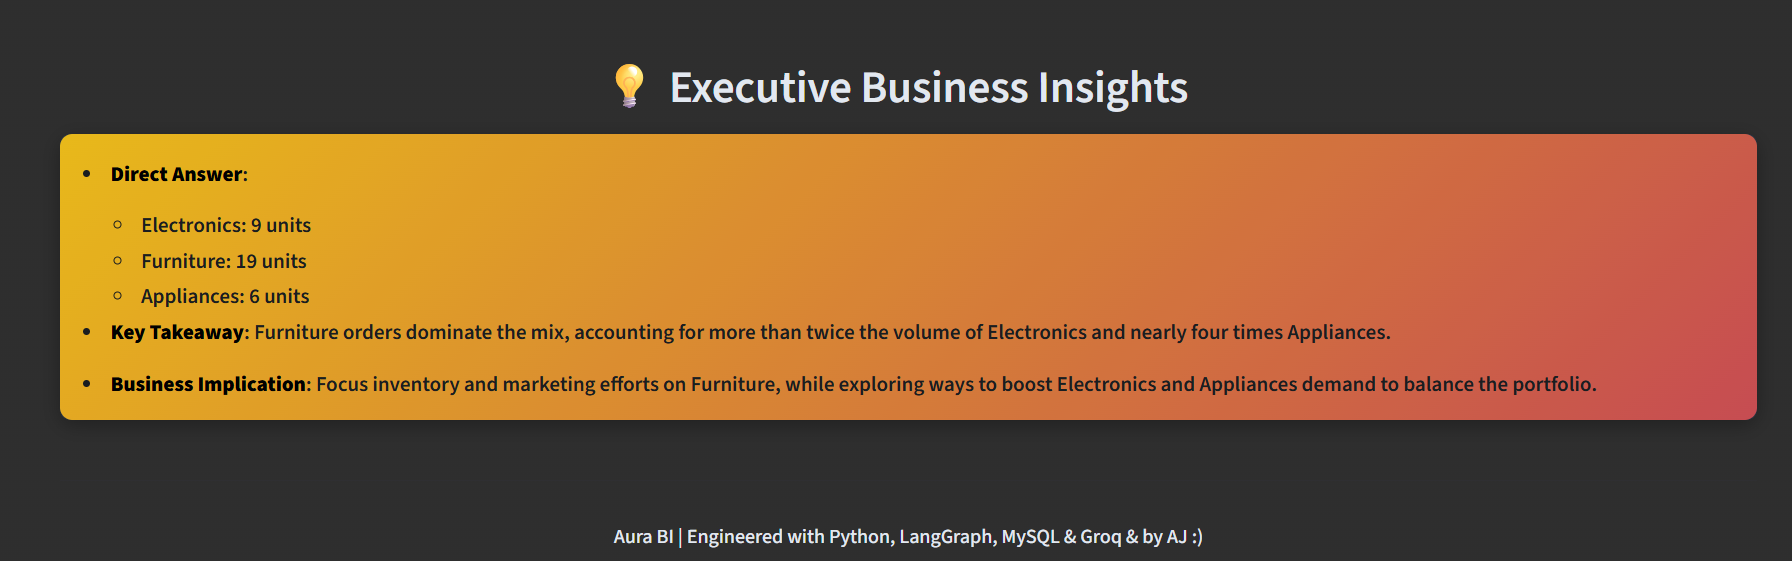 Executive Business Insights
Direct Answer:
Electronics: 9 units
Furniture: 19 units
Appliances: 6 units
Key Takeaway: Furniture orders dominate the mix, accounting for more than twice the volume of Electronics and nearly four times Appliances.
Business Implication: Focus inventory and marketing efforts on Furniture, while exploring ways to boost Electronics and Appliances demand to balance the portfolio.
Aura BI | Engineered with Python, LangGraph, MySQL & Groq & by AJ :)